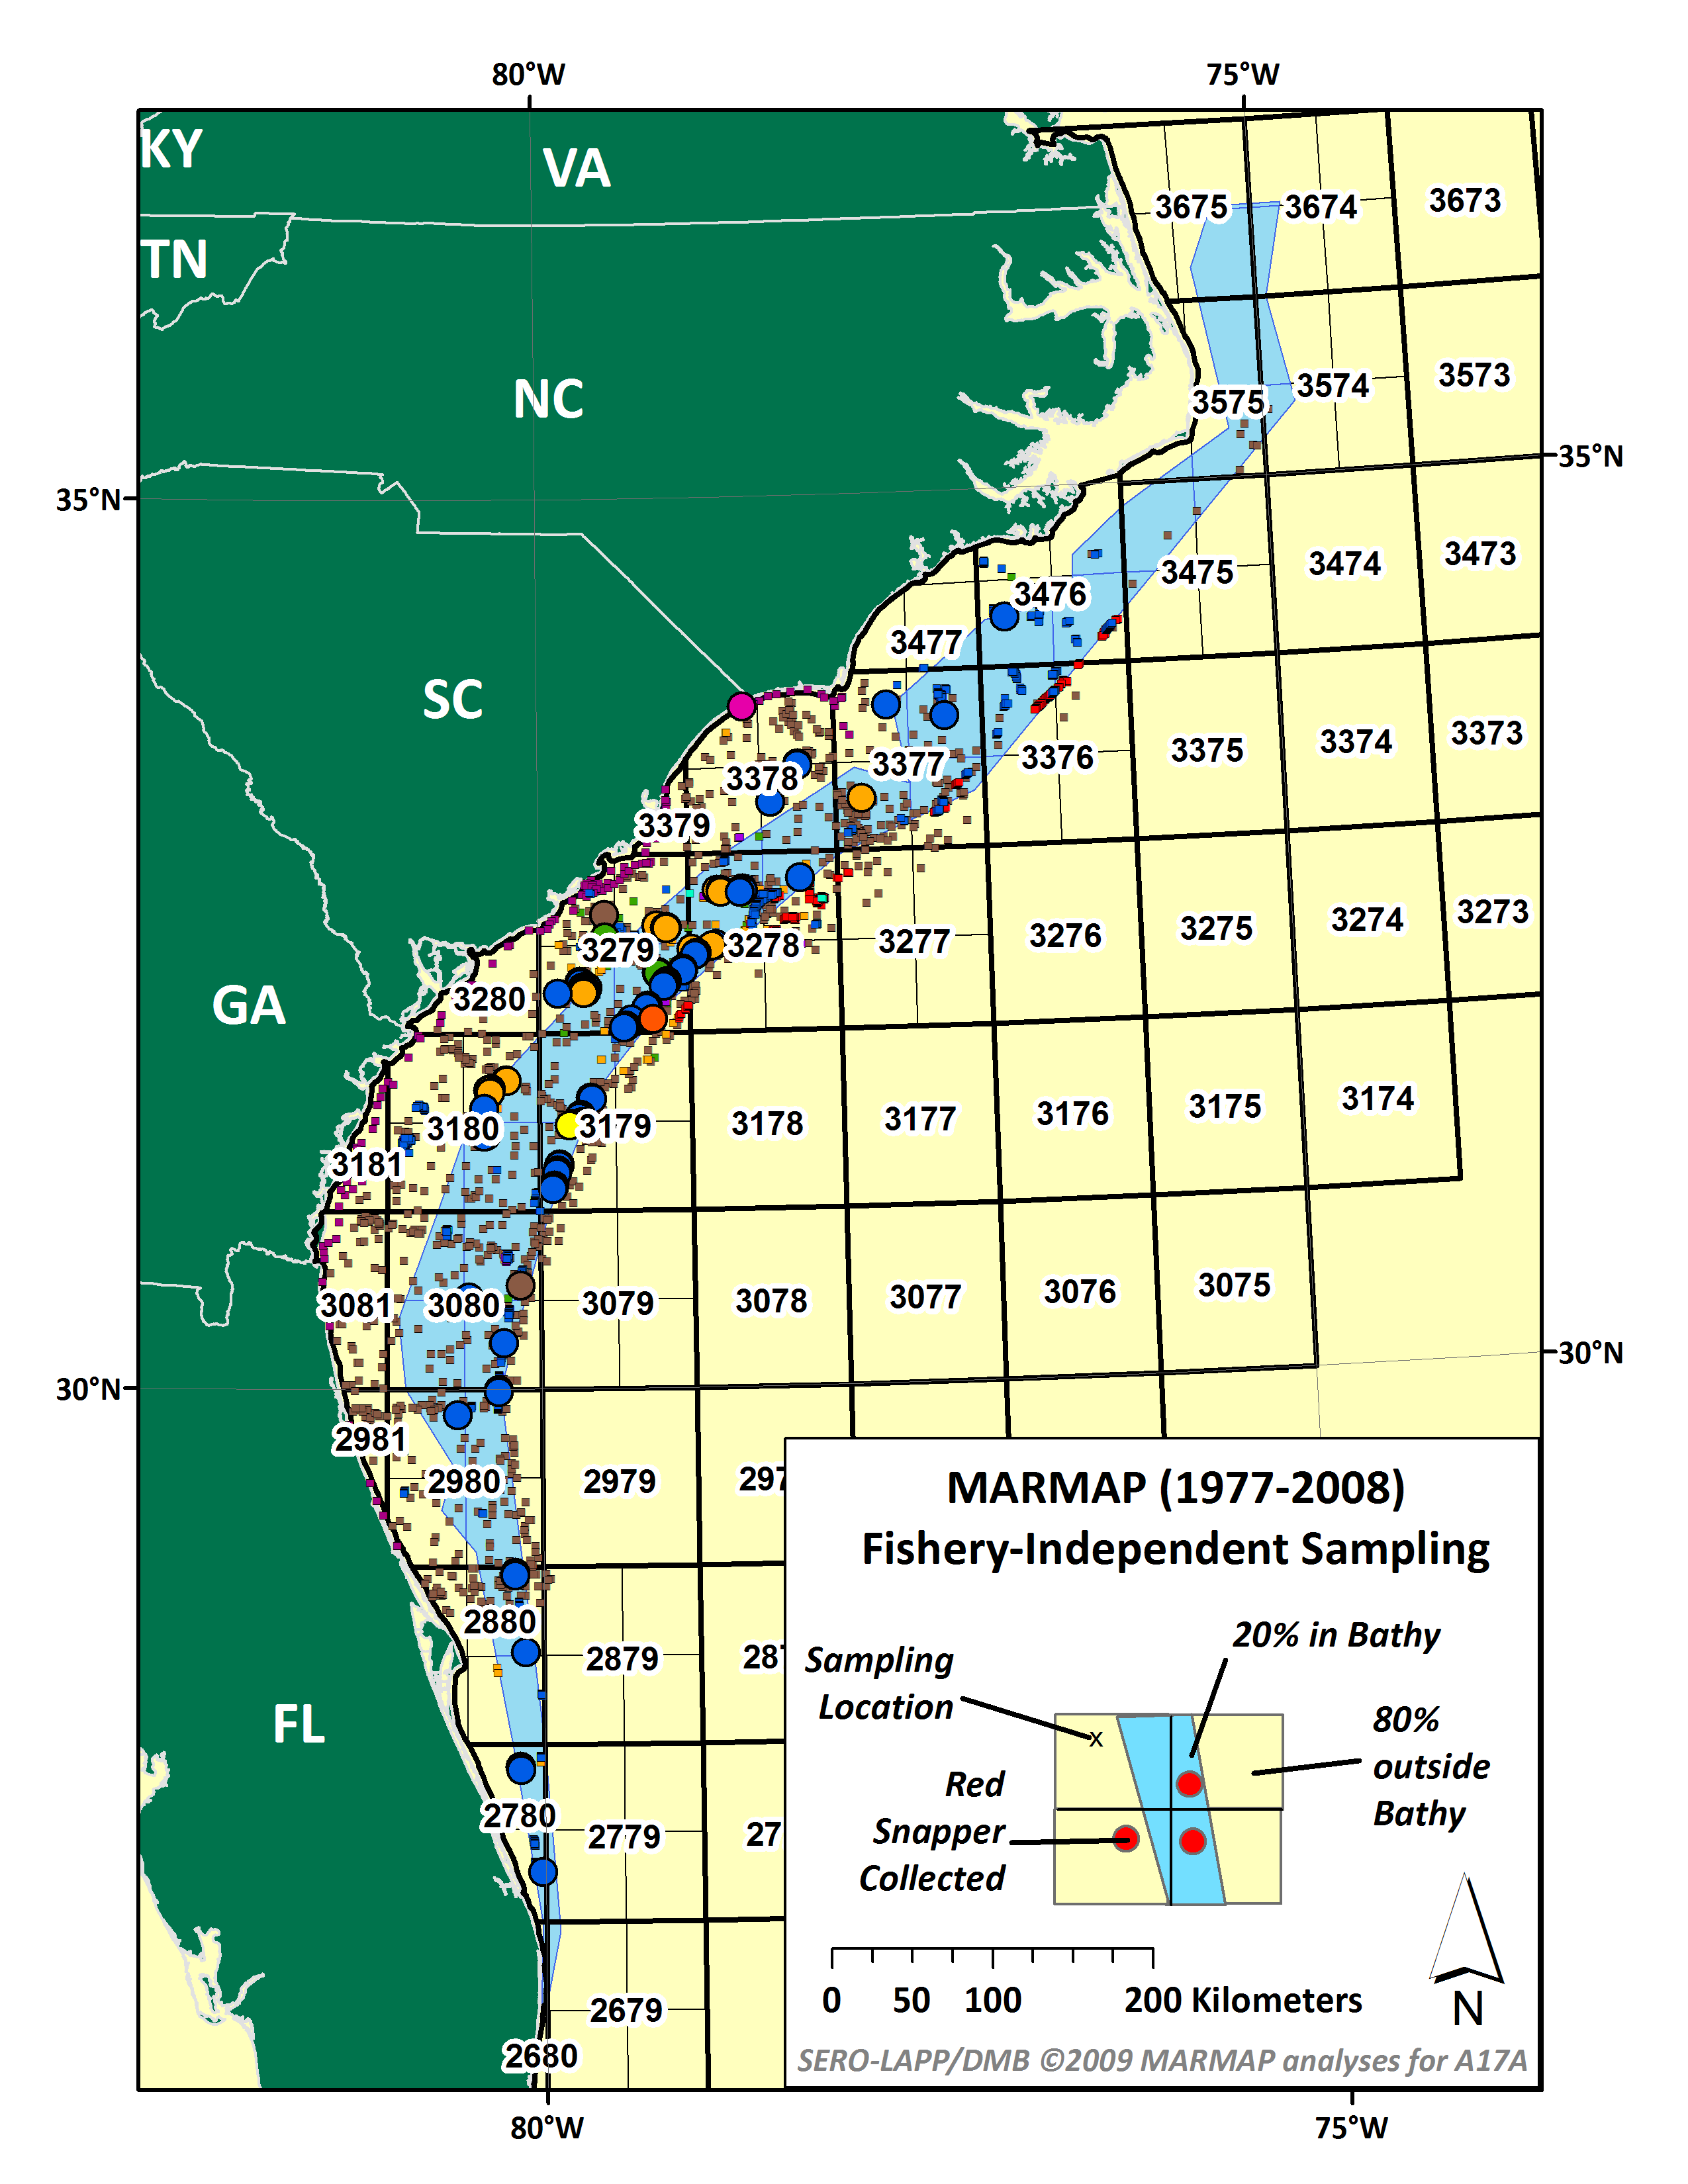 80°W 75°W
KY
VA
3675 3674 3673
TN
3575 3574 3573
NC
35°N
35°N
3476 3475 3474 3473
3477
SC
3378 3377 3376 3375 3374 3373
3379
3279 3278 3277 3276 3275 3274 3273
3280
GA
3180 3179 3178 3177 3176 3175 3174
3181
3081 3080 3079 3078 3077 3076 3075
30°N
30°N
2981
2980 2979 297
2880
2879 287
FL
2780
2779 27
2679
2680
MARMAP (1977-2008)
Fishery-Independent Sampling
20% in Bathy
Sampling
Location
80%
outside
Bathy
x
Red
Snapper
Collected
0 50 100 200 Kilometers
N
SERO-LAPP/DMB ©2009 MARMAP analyses for A17A
80°W 75°W